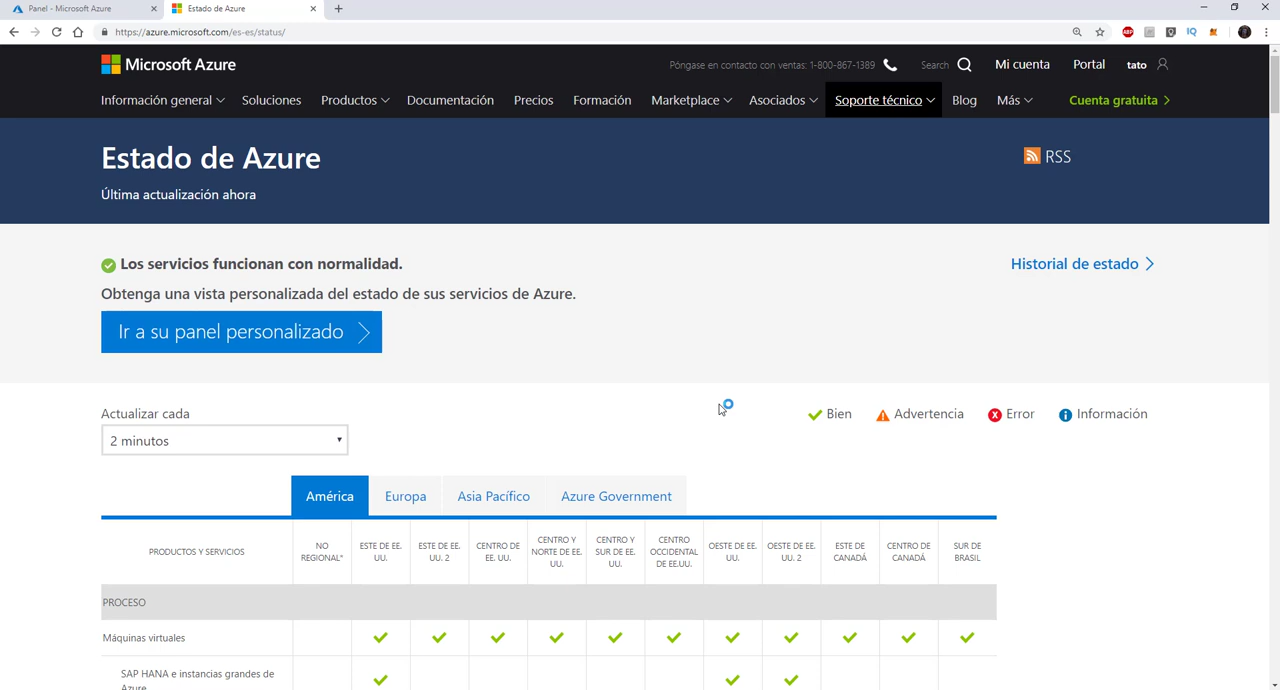 Panel - Microsoft Azure
Estado de Azure
https://azure.microsoft.com/es-es/status/
ABP
IQ
Microsoft Azure
Póngase en contacto con ventas: 1-800-867-1389
Search
Mi cuenta
Portal
tato
Información general
Soluciones
Productos
Documentación
Precios
Formación
Marketplace
Asociados
Soporte técnico
Blog
Más
Cuenta gratuita
Estado de Azure
RSS
Última actualización ahora
Los servicios funcionan con normalidad.
Historial de estado
Obtenga una vista personalizada del estado de sus servicios de Azure.
Ir a su panel personalizado
Actualizar cada
2 minutos
Bien
Advertencia
Error
Información
América
Europa
Asia Pacífico
Azure Government
PRODUCTOS Y SERVICIOS
NO
REGIONAL*
ESTE DE EE.
UU.
ESTE DE EE.
UU. 2
CENTRO DE
EE. UU.
CENTRO Y
NORTE DE EE.
UU.
CENTRO Y
SUR DE EE.
UU.
CENTRO
OCCIDENTAL
DE EE.UU.
OESTE DE EE.
UU.
OESTE DE EE.
UU. 2
ESTE DE
CANADÁ
CENTRO DE
CANADÁ
SUR DE
BRASIL
PROCESO
Máquinas virtuales
SAP HANA e instancias grandes de
Azure